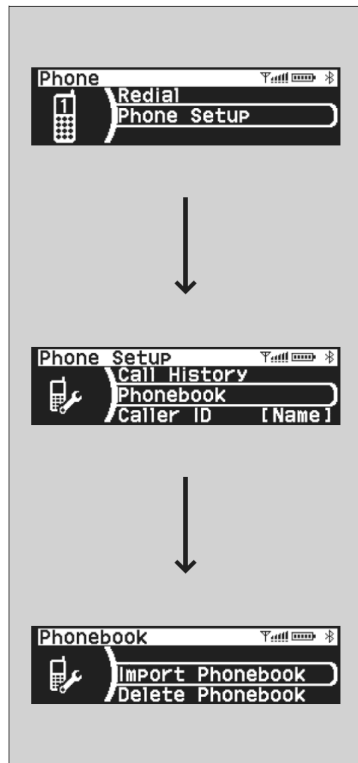 Phone
Redial
Phone Setup
Phone Setup
Call History
Phonebook
Caller ID [Name]
Phonebook
Import Phonebook
Delete Phonebook